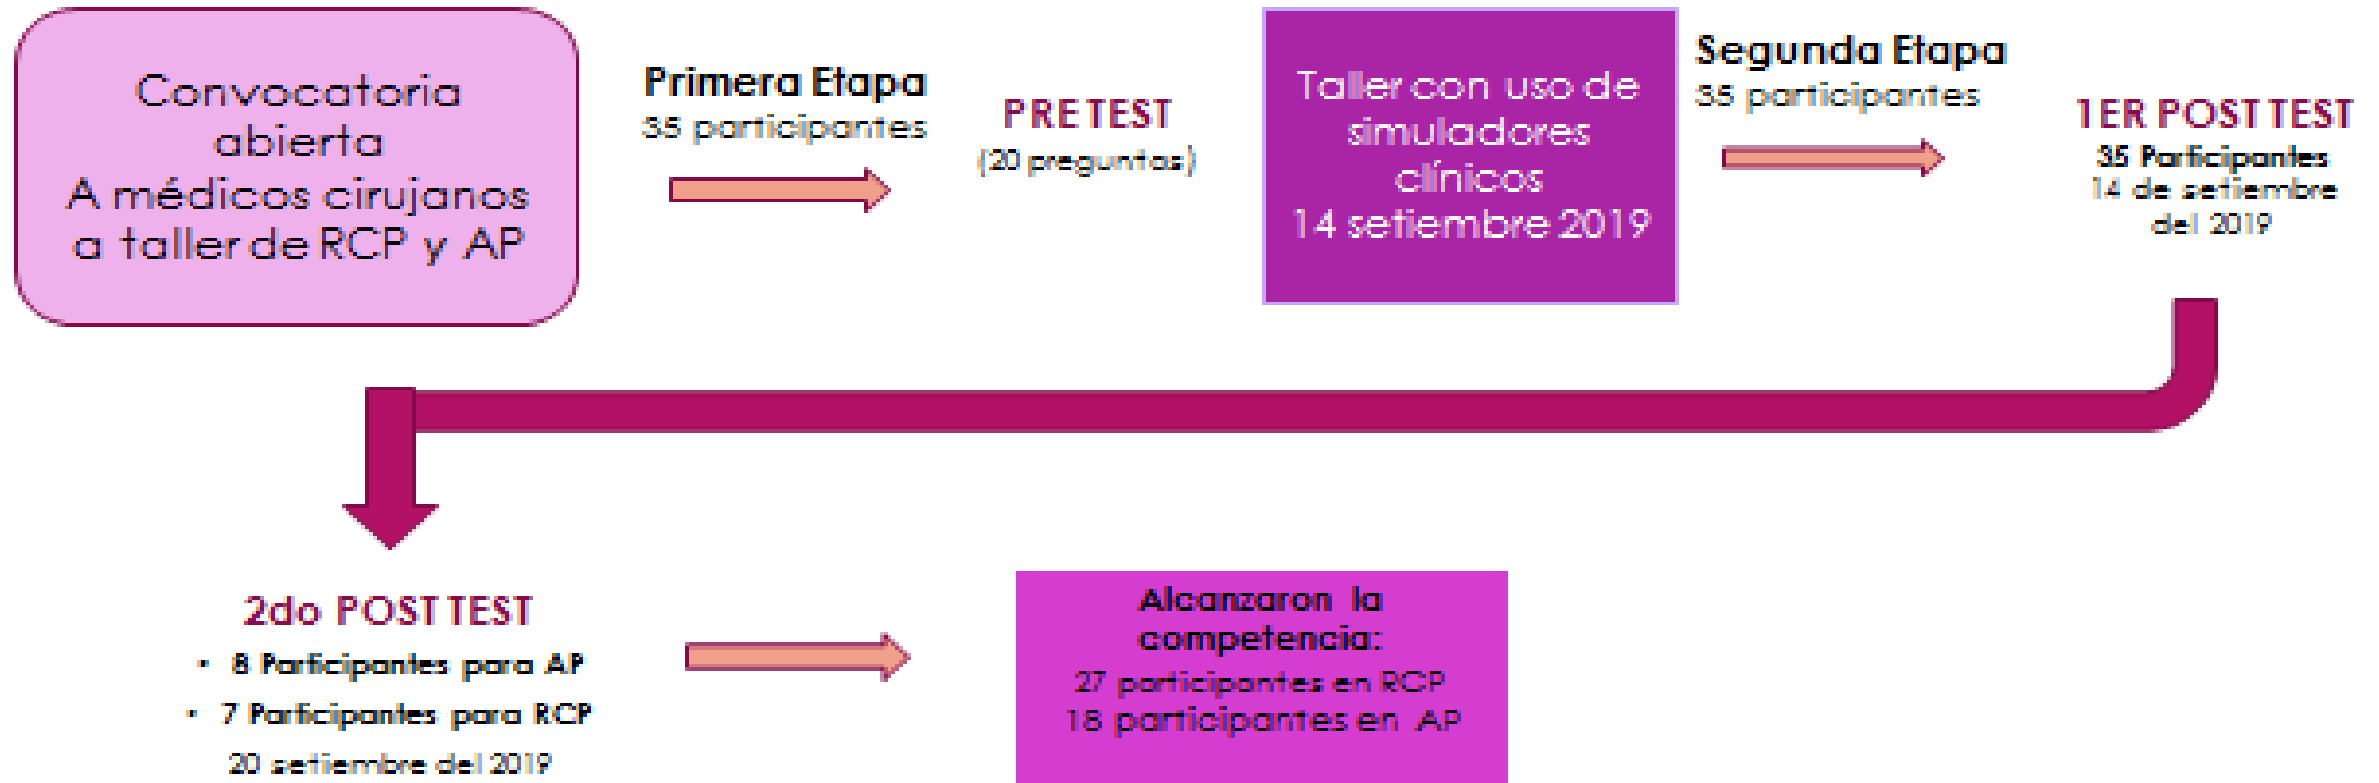 Convocatoria
abierta
A médicos cirujanos
a taller de RCP y AP
Primera Etapa
35 participantes
PRE TEST
(20 preguntas)
Taller con uso de
simuladores
clínicos
14 setiembre 2019
Segunda Etapa
35 participantes
1ER POST TEST
35 Participantes
14 de setiembre
del 2019
2do POST TEST
• 8 Participantes para AP
• 7 Participantes para RCP
20 setiembre del 2019
Alcanzaron la
competencia:
27 participantes en RCP
18 participantes en AP